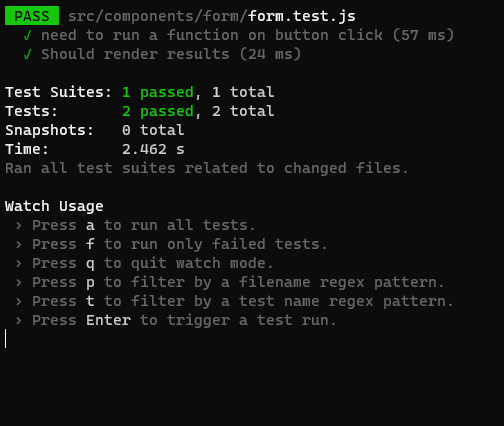 PASS src/components/form/form.test.js
✓ need to run a function on button click (57 ms)
✓ Should render results (24 ms)
Test Suites: 1 passed, 1 total
Tests: 2 passed, 2 total
Snapshots: 0 total
Time: 2.462 s
Ran all test suites related to changed files.
Watch Usage
› Press a to run all tests.
› Press f to run only failed tests.
› Press q to quit watch mode.
› Press p to filter by a filename regex pattern.
› Press t to filter by a test name regex pattern.
› Press Enter to trigger a test run.